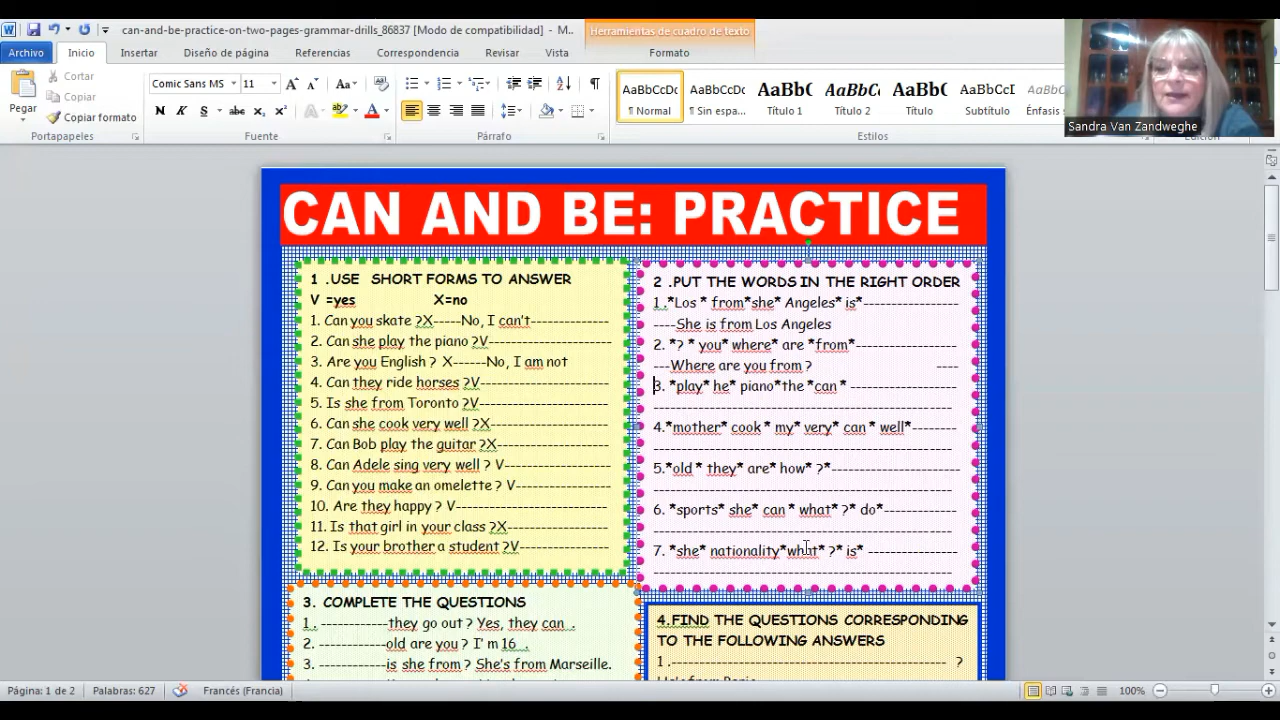 can-and-be-practice-on-two-pages-grammar-drills_86837 [Modo de compatibilidad] - M...
Herramientas de cuadro de texto
Archivo Inicio Insertar Diseño de página Referencias Correspondencia Revisar Vista Formato
Pegar
Cortar
Copiar
Copiar formato
Portapapeles
Comic Sans MS 11
N K S abc x₂ x²
Fuente
Párrafo
AaBbCcDc AaBbCcDc AaBbC AaBbCc AaBbC AaBbCcI AaBbCcDc
¶ Normal ¶ Sin espa... Título 1 Título 2 Título Subtítulo Énfasis s
Estilos
Sandra Van Zandweghe
CAN AND BE: PRACTICE
1 .USE SHORT FORMS TO ANSWER
V =yes X=no
1. Can you skate ?X-----No, I can't--------------
2. Can she play the piano ?V----------------------
3. Are you English ? X------No, I am not
4. Can they ride horses ?V-----------------------
5. Is she from Toronto ?V-----------------------
6. Can she cook very well ?X---------------------
7. Can Bob play the guitar ?X--------------------
8. Can Adele sing very well ? V-------------------
9. Can you make an omelette ? V-----------------
10. Are they happy ? V---------------------------
11. Is that girl in your class ?X------------------
12. Is your brother a student ?V----------------
2 .PUT THE WORDS IN THE RIGHT ORDER
1 .*Los * from*she* Angeles* is*-----------------
----She is from Los Angeles
2. *? * you* where* are *from*------------------
---Where are you from ? ----
3. *play* he* piano*the *can * -------------------
----------------------------------------------------
4.*mother* cook * my* very* can * well*--------
----------------------------------------------------
5.*old * they* are* how* ?*----------------------
----------------------------------------------------
6. *sports* she* can * what* ?* do*--------------
----------------------------------------------------
7. *she* nationality*what* ?* is* ----------------
----------------------------------------------------
3. COMPLETE THE QUESTIONS
1 . ------------they go out ? Yes, they can .
2. ------------old are you ? I' m 16 .
3. ------------is she from ? She's from Marseille.
4.FIND THE QUESTIONS CORRESPONDING
TO THE FOLLOWING ANSWERS
1 .------------------------------------------------ ?
Página: 1 de 2 Palabras: 627 Francés (Francia) 100%